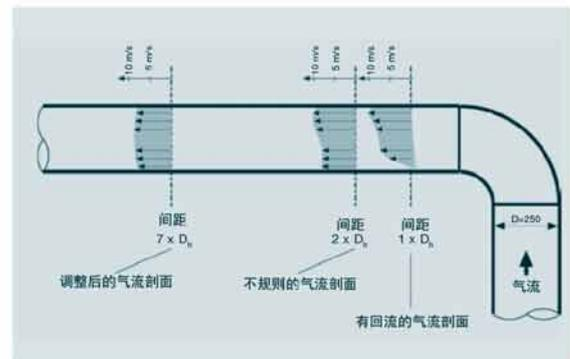 10 m/s
5 m/s
10 m/s
5 m/s
10 m/s
5 m/s
间距
7 x Dh
间距
2 x Dh
间距
1 x Dh
D=250
气流
调整后的气流剖面
不规则的气流剖面
有回流的气流剖面